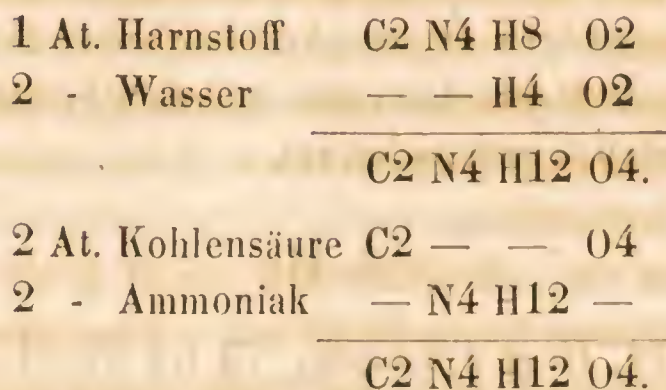 1 At. Harnstoff C2 N4 H8 O2
2 - Wasser — — H4 O2
C2 N4 H12 O4.
2 At. Kohlensäure C2 — — O4
2 - Ammoniak — N4 H12 —
C2 N4 H12 O4.